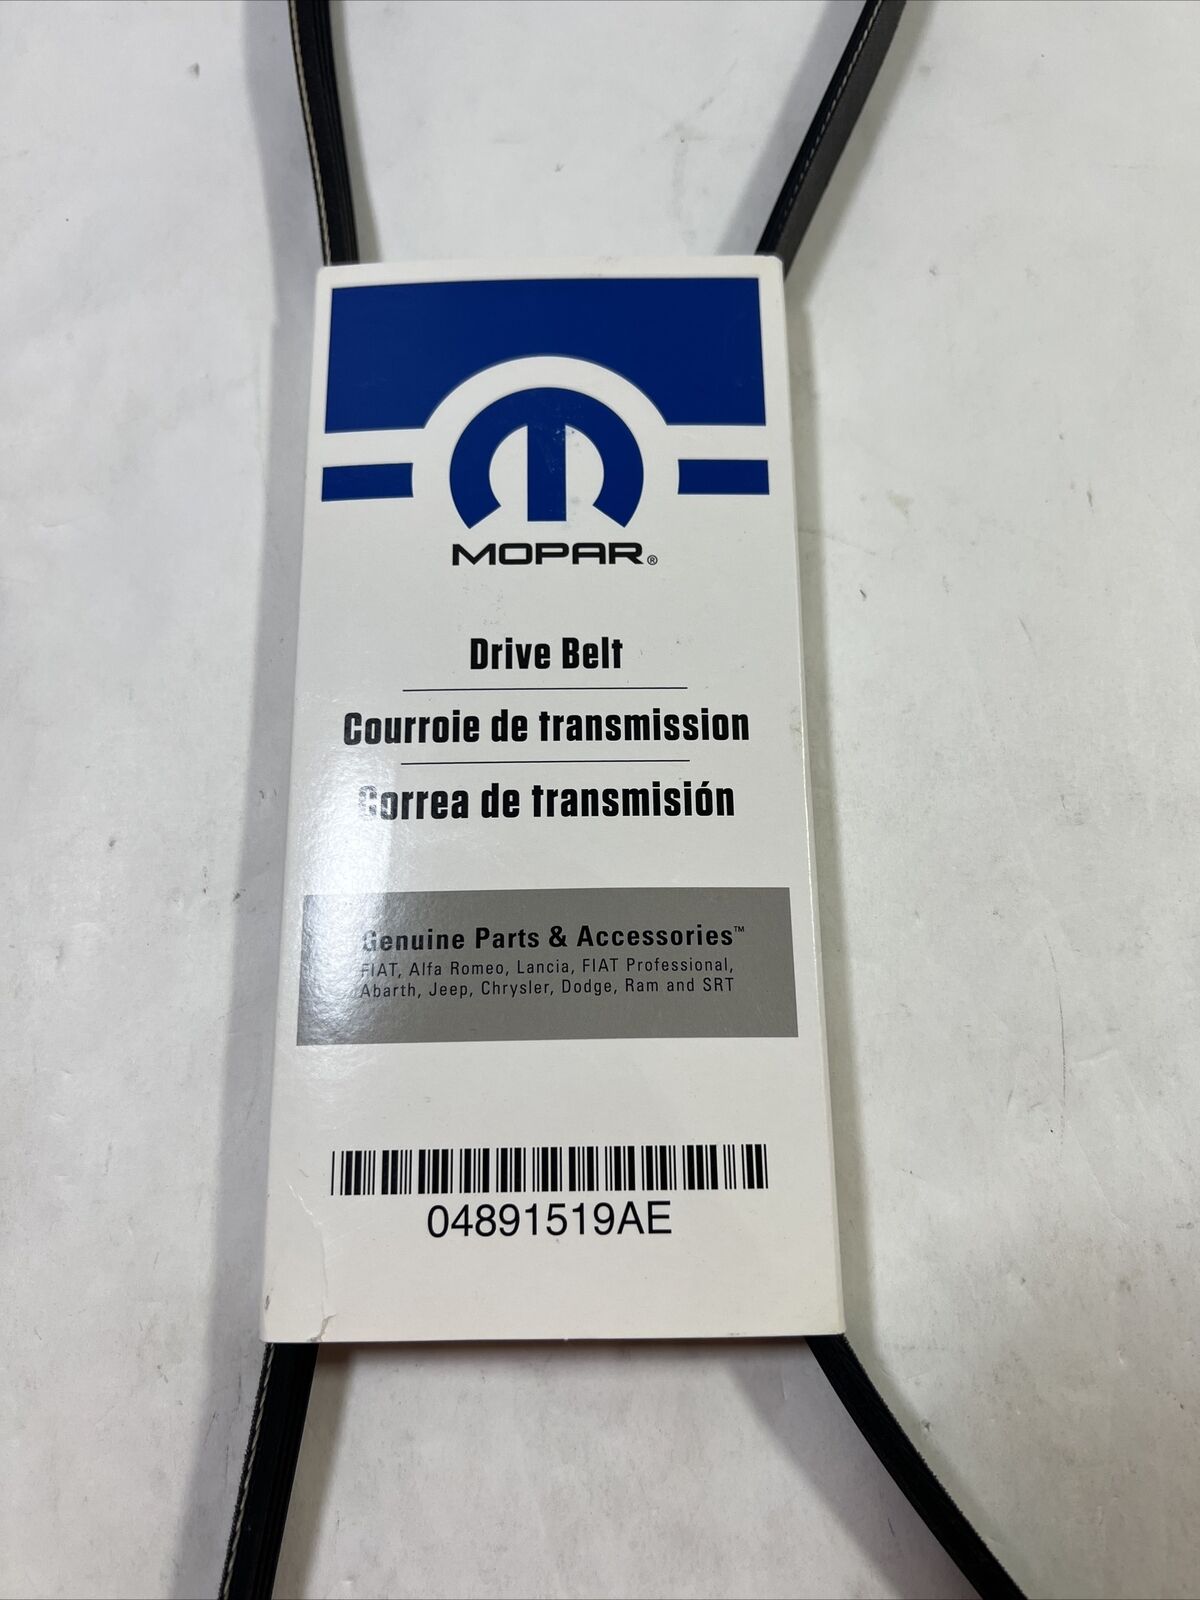 MOPAR®
Drive Belt
Courroie de transmission
Correa de transmisión
Genuine Parts & Accessories™
FIAT, Alfa Romeo, Lancia, FIAT Professional,
Abarth, Jeep, Chrysler, Dodge, Ram and SRT
04891519AE